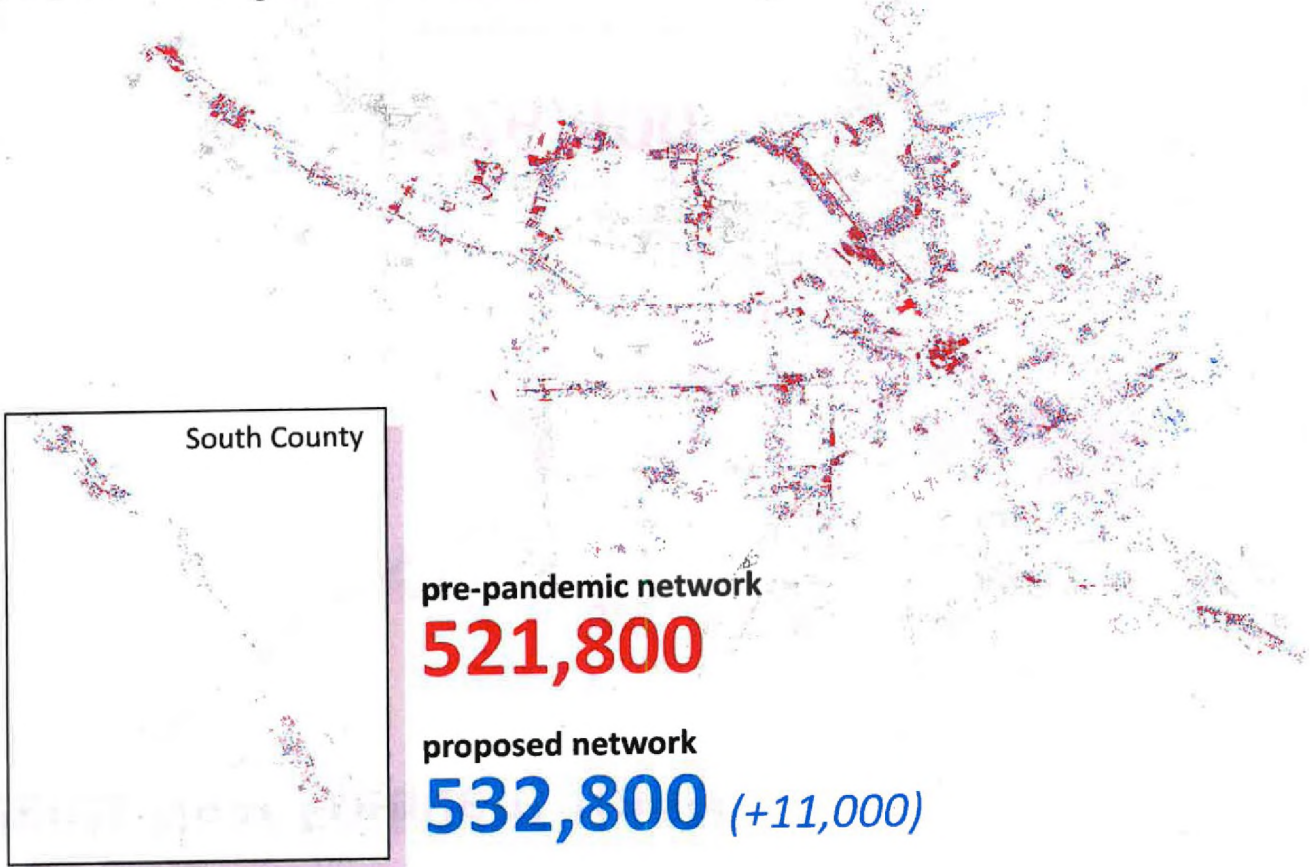 South County
pre-pandemic network
521,800
proposed network
532,800 (+11,000)